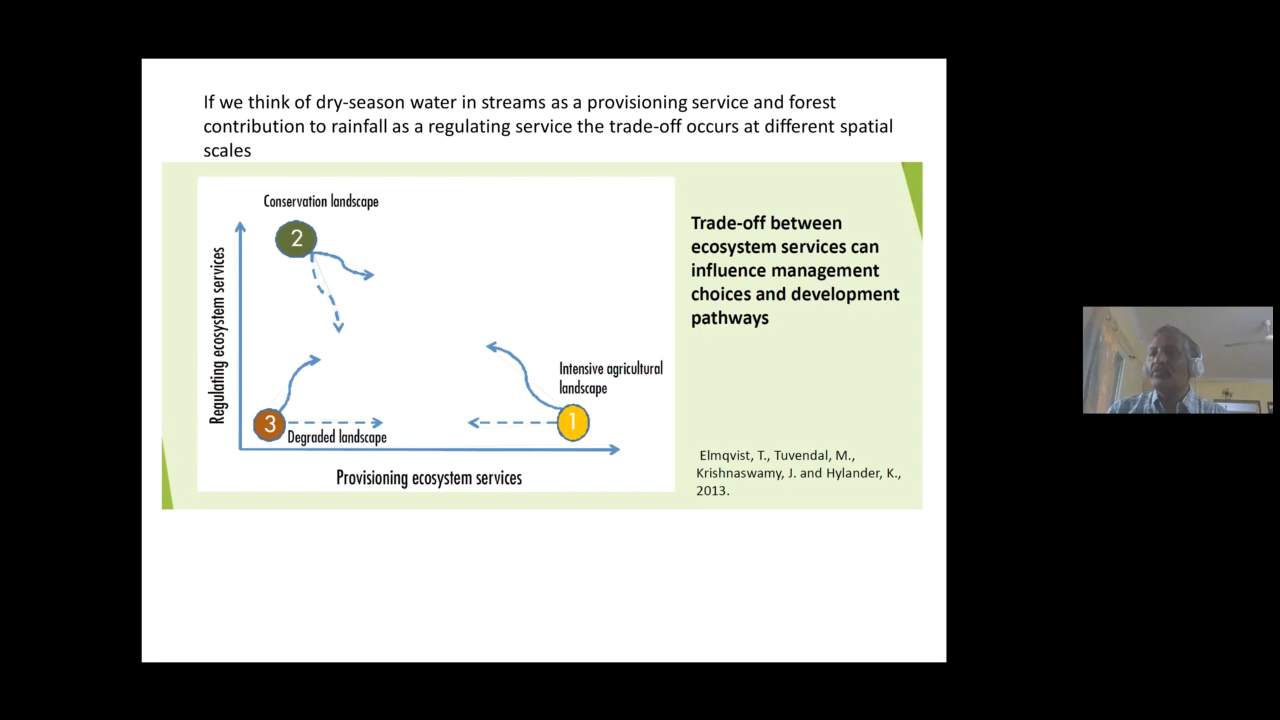 If we think of dry-season water in streams as a provisioning service and forest
contribution to rainfall as a regulating service the trade-off occurs at different spatial
scales
Conservation landscape
2
Regulating ecosystem services
Trade-off between
ecosystem services can
influence management
choices and development
pathways
Intensive agricultural
landscape
1
3
Degraded landscape
Provisioning ecosystem services
Elmqvist, T., Tuvendal, M.,
Krishnaswamy, J. and Hylander, K.,
2013.